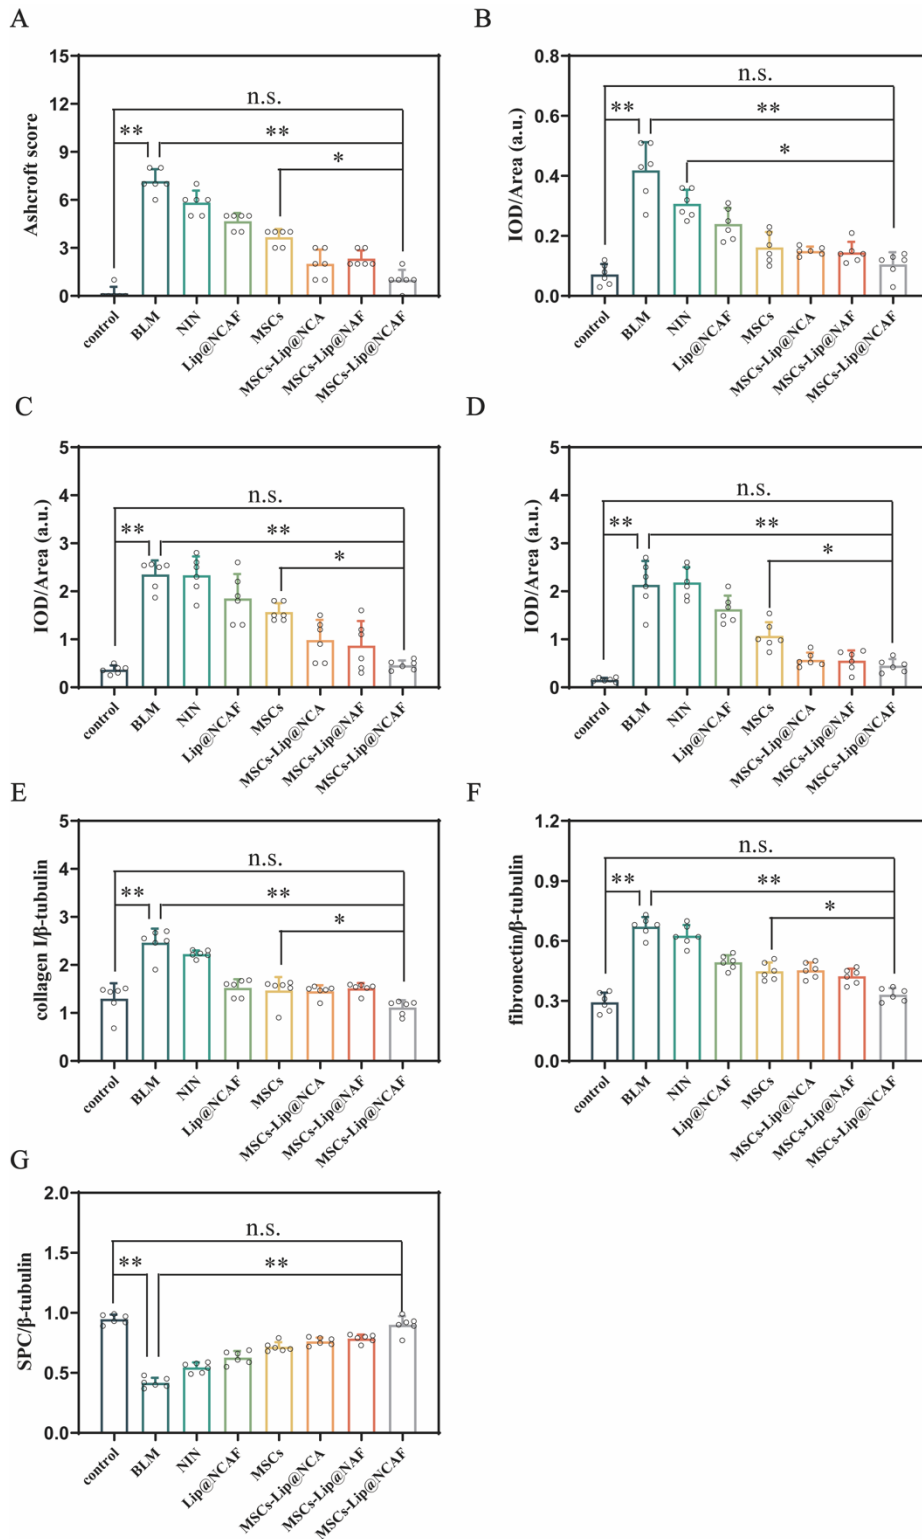 A
15
12
9
6
3
0
Ashcroft score
n.s.
** **
*
control
BLM
NIN
Lip@NCAF
MSCs
MSCs-Lip@NCA
MSCs-Lip@NAF
MSCs-Lip@NCAF
B
0.8
0.6
0.4
0.2
0.0
IOD/Area (a.u.)
n.s.
** **
*
control
BLM
NIN
Lip@NCAF
MSCs
MSCs-Lip@NCA
MSCs-Lip@NAF
MSCs-Lip@NCAF
C
5
4
3
2
1
0
IOD/Area (a.u.)
n.s.
** **
*
control
BLM
NIN
Lip@NCAF
MSCs
MSCs-Lip@NCA
MSCs-Lip@NAF
MSCs-Lip@NCAF
D
5
4
3
2
1
0
IOD/Area (a.u.)
n.s.
** **
*
control
BLM
NIN
Lip@NCAF
MSCs
MSCs-Lip@NCA
MSCs-Lip@NAF
MSCs-Lip@NCAF
E
5
4
3
2
1
0
collagen I/β-tubulin
n.s.
** **
*
control
BLM
NIN
Lip@NCAF
MSCs
MSCs-Lip@NCA
MSCs-Lip@NAF
MSCs-Lip@NCAF
F
1.2
0.9
0.6
0.3
0.0
fibronectin/β-tubulin
n.s.
** **
*
control
BLM
NIN
Lip@NCAF
MSCs
MSCs-Lip@NCA
MSCs-Lip@NAF
MSCs-Lip@NCAF
G
2.0
1.5
1.0
0.5
0.0
SPC/β-tubulin
n.s.
** **
control
BLM
NIN
Lip@NCAF
MSCs
MSCs-Lip@NCA
MSCs-Lip@NAF
MSCs-Lip@NCAF